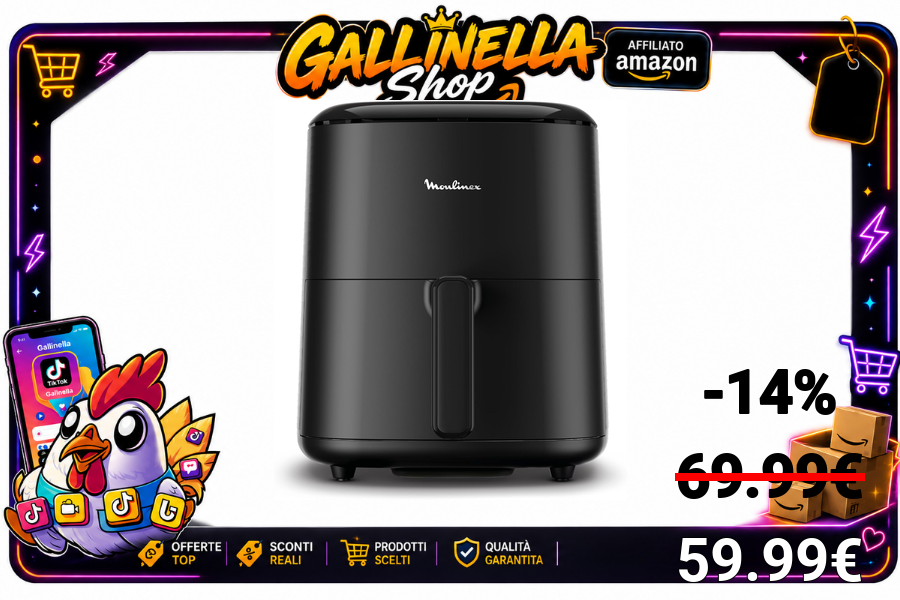 GALLINELLA
Shop
AFFILIATO
amazon
Moulinex
Gallinella
TikTok
Gallinella
-14%
69.99€
59.99€
OFFERTE
TOP
SCONTI
REALI
PRODOTTI
SCELTI
QUALITÀ
GARANTITA